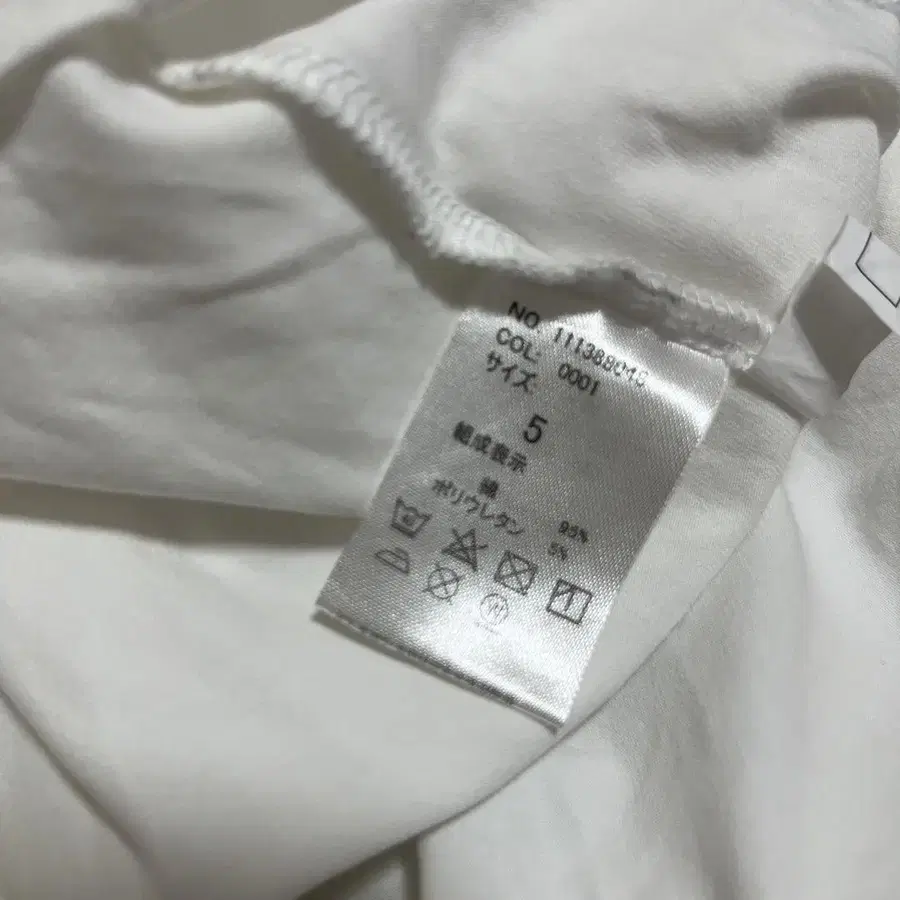 NO 111388048
COL: 0001
サイズ:
5
組成表示
綿 95%
ポリウレタン 5%